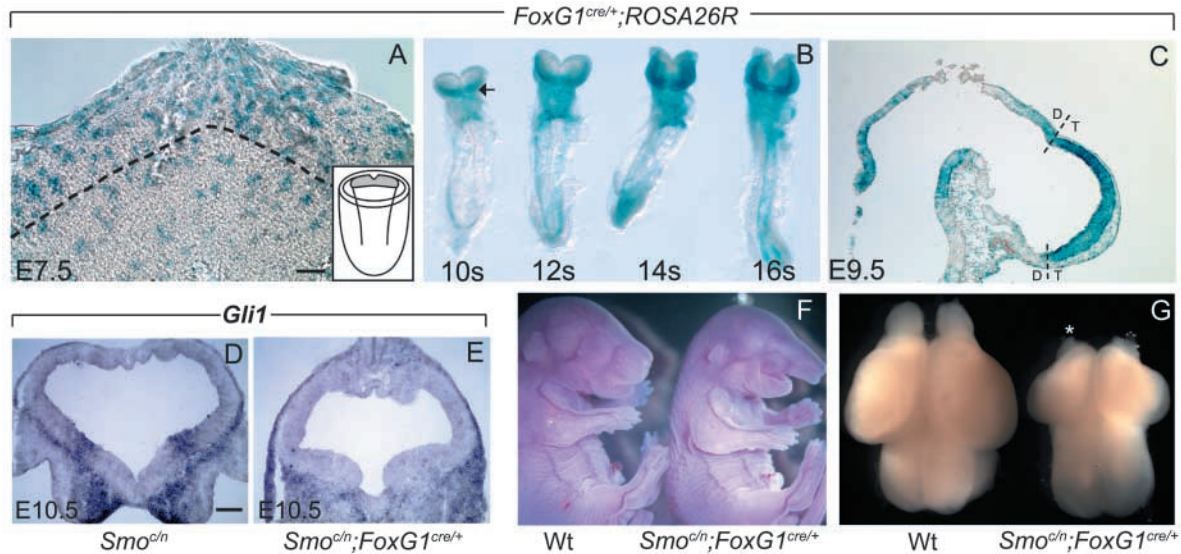 FoxG1cre/+;ROSA26R
A
B
C
D
T
D
T
E7.5
10s
12s
14s
16s
E9.5
Gli1
D
E
F
G
*
*
E10.5
E10.5
Smoc/n
Smoc/n;FoxG1cre/+
Wt
Smoc/n;FoxG1cre/+
Wt
Smoc/n;FoxG1cre/+